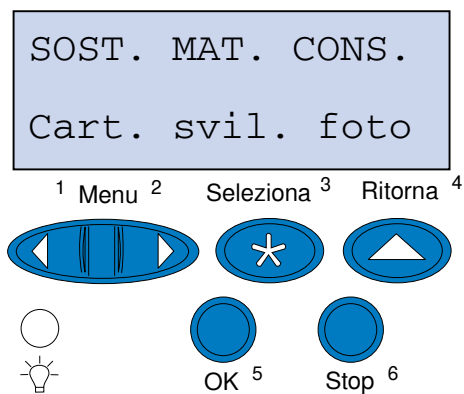 SOST. MAT. CONS.
Cart. svil. foto
1 Menu 2 Seleziona 3 Ritorna 4
OK 5 Stop 6